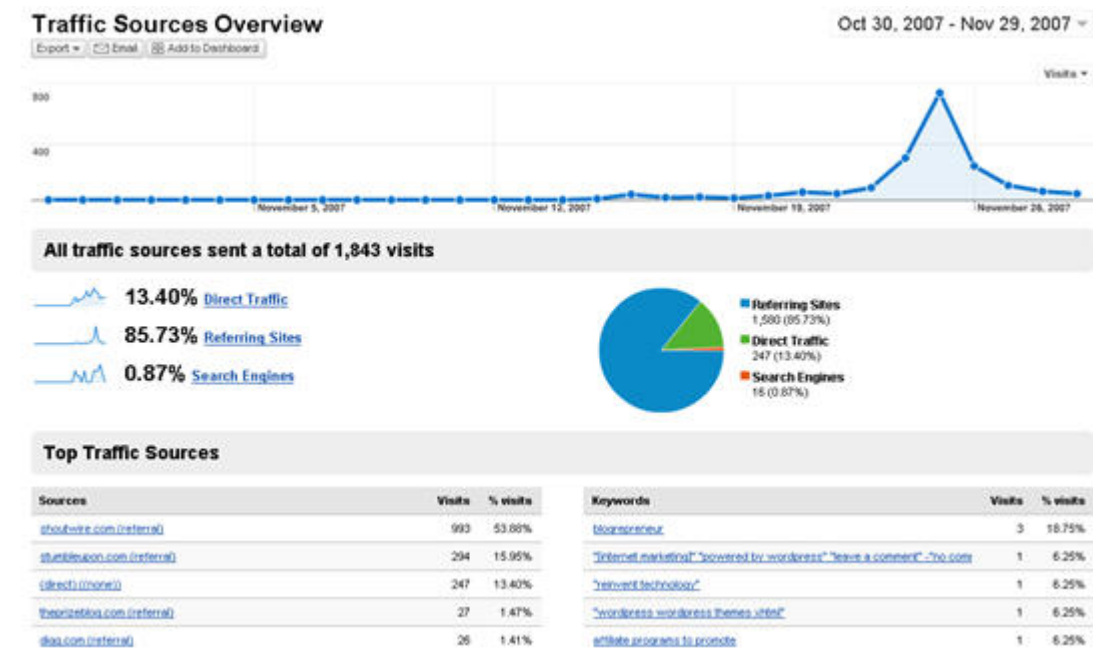 Traffic Sources Overview
Oct 30, 2007 - Nov 29, 2007
Export Email Add to Dashboard
Visits
800
400
November 5, 2007 November 12, 2007 November 19, 2007 November 26, 2007
All traffic sources sent a total of 1,843 visits
13.40% Direct Traffic
85.73% Referring Sites
0.87% Search Engines
Referring Sites
1,580 (85.73%)
Direct Traffic
247 (13.40%)
Search Engines
16 (0.87%)
Top Traffic Sources
Sources Visits % visits
shoutwire.com (referral) 993 53.88%
stumbleupon.com (referral) 294 15.95%
(direct) ((none)) 247 13.40%
theprizeblog.com (referral) 27 1.47%
digg.com (referral) 26 1.41%
Keywords Visits % visits
blogrepreneur 3 18.75%
"[internet marketing]" "powered by wordpress" "leave a comment" -"no com 1 6.25%
"reinvent technology" 1 6.25%
"wordpress wordpress themes xhtml" 1 6.25%
affiliate programs to promote 1 6.25%